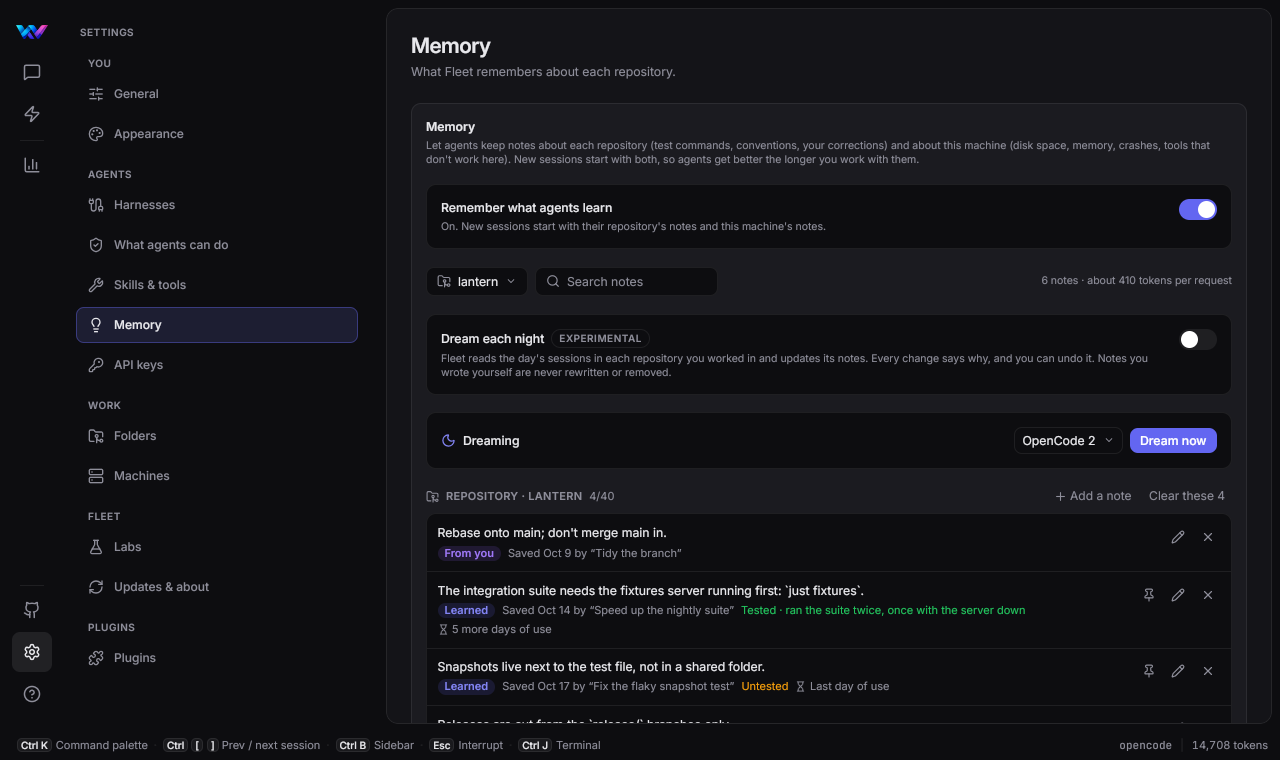 SETTINGS
YOU
General
Appearance
AGENTS
Harnesses
What agents can do
Skills & tools
Memory
API keys
WORK
Folders
Machines
FLEET
Labs
Updates & about
PLUGINS
Plugins
Memory
What Fleet remembers about each repository.
Memory
Let agents keep notes about each repository (test commands, conventions, your corrections) and about this machine (disk space, memory, crashes, tools that
don't work here). New sessions start with both, so agents get better the longer you work with them.
Remember what agents learn
On. New sessions start with their repository's notes and this machine's notes.
lantern
Search notes
6 notes · about 410 tokens per request
Dream each night EXPERIMENTAL
Fleet reads the day's sessions in each repository you worked in and updates its notes. Every change says why, and you can undo it. Notes you
wrote yourself are never rewritten or removed.
Dreaming
OpenCode 2
Dream now
REPOSITORY · LANTERN 4/40
Add a note
Clear these 4
Rebase onto main; don't merge main in.
From you Saved Oct 9 by “Tidy the branch”
The integration suite needs the fixtures server running first: `just fixtures`.
Learned Saved Oct 14 by “Speed up the nightly suite” Tested · ran the suite twice, once with the server down
5 more days of use
Snapshots live next to the test file, not in a shared folder.
Learned Saved Oct 17 by “Fix the flaky snapshot test” Untested Last day of use
Releases are cut from the `release/` branches only.
Ctrl K Command palette · Ctrl [ ] Prev / next session · Ctrl B Sidebar · Esc Interrupt · Ctrl J Terminal
opencode
14,708 tokens